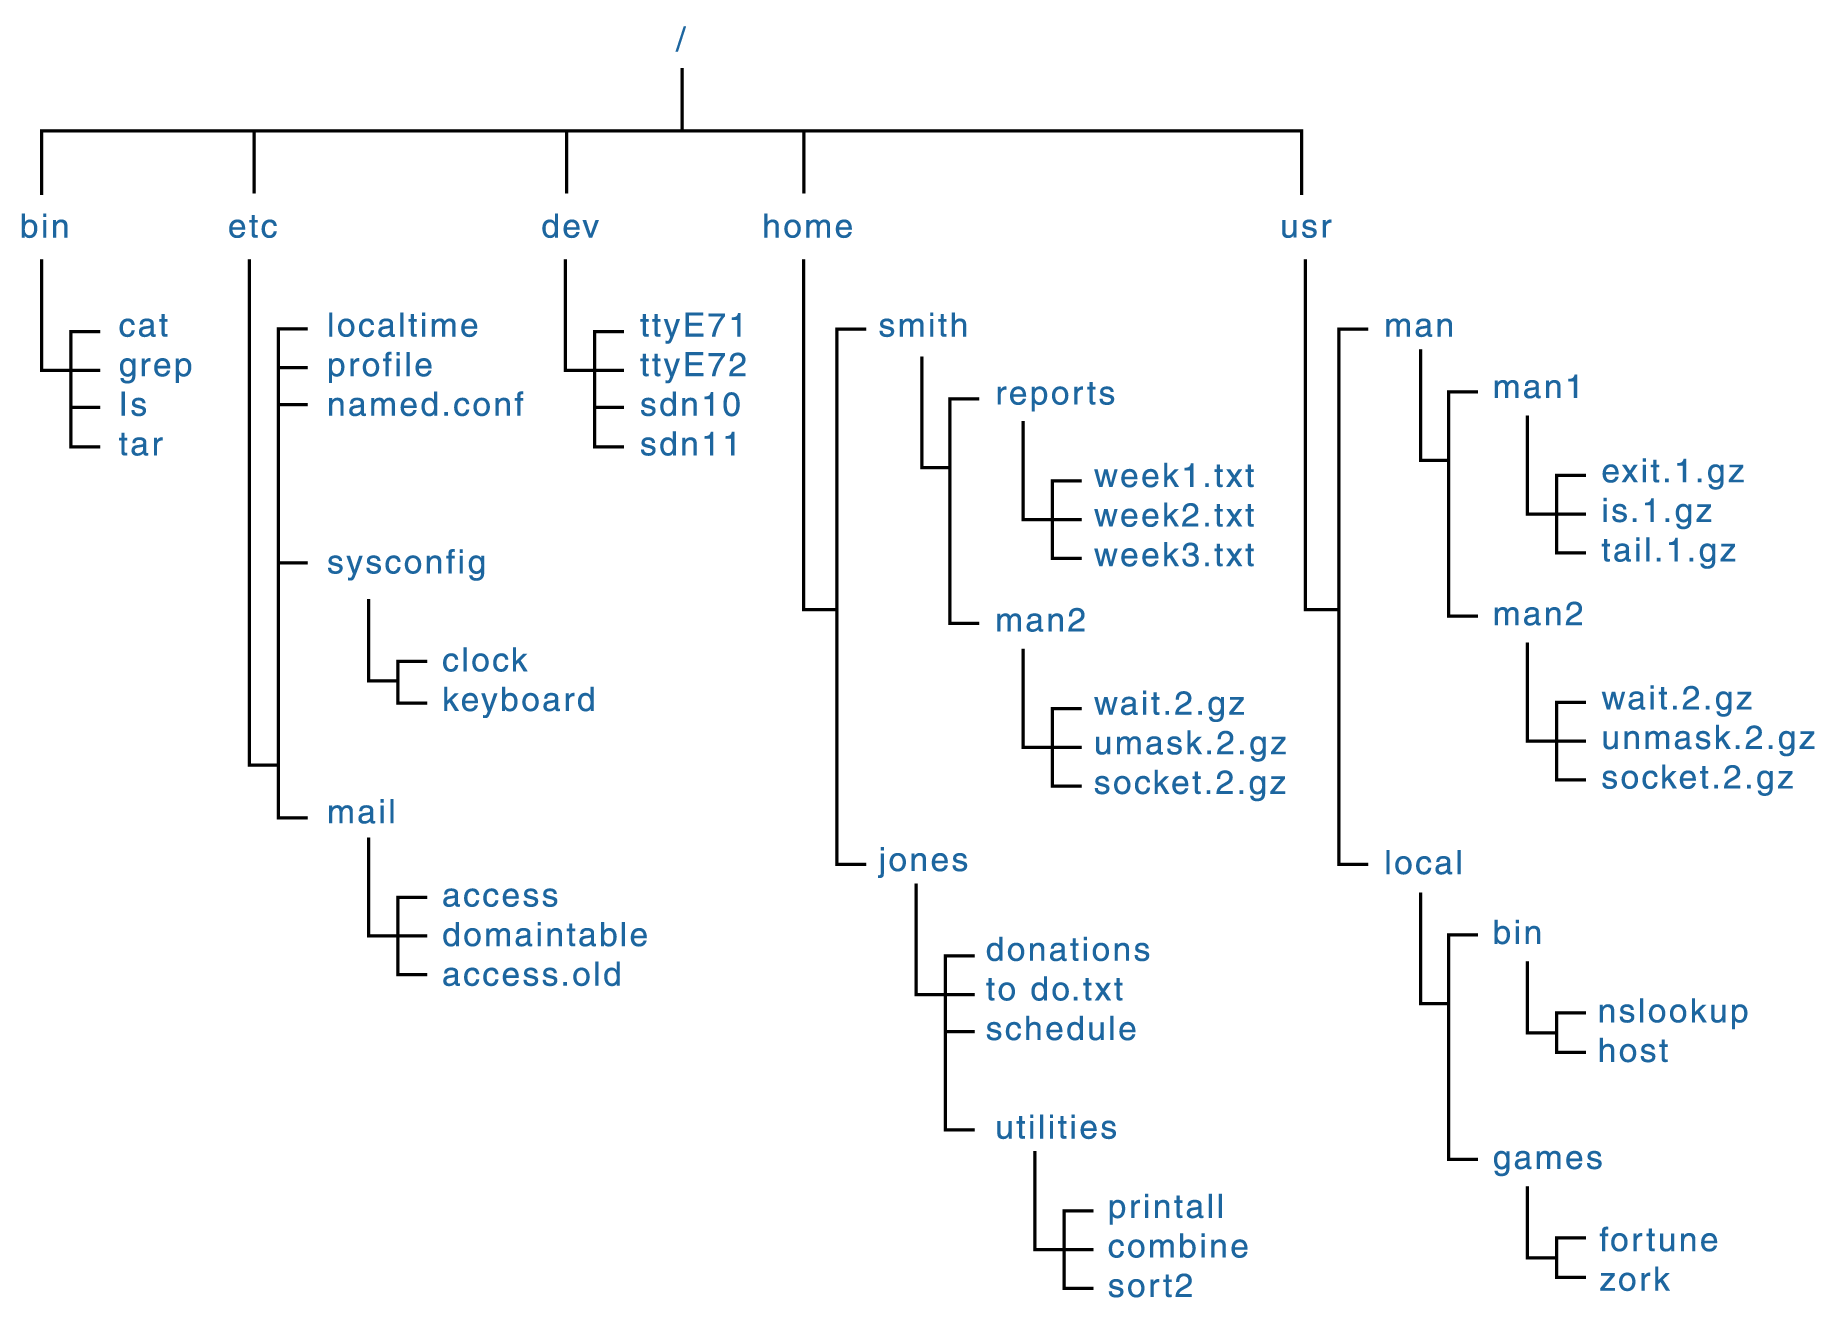 /
bin
etc
dev
home
usr
cat
grep
ls
tar
localtime
profile
named.conf
sysconfig
clock
keyboard
mail
access
domaintable
access.old
ttyE71
ttyE72
sdn10
sdn11
smith
reports
week1.txt
week2.txt
week3.txt
man2
wait.2.gz
umask.2.gz
socket.2.gz
jones
donations
to do.txt
schedule
utilities
printall
combine
sort2
man
man1
exit.1.gz
is.1.gz
tail.1.gz
man2
wait.2.gz
unmask.2.gz
socket.2.gz
local
bin
nslookup
host
games
fortune
zork